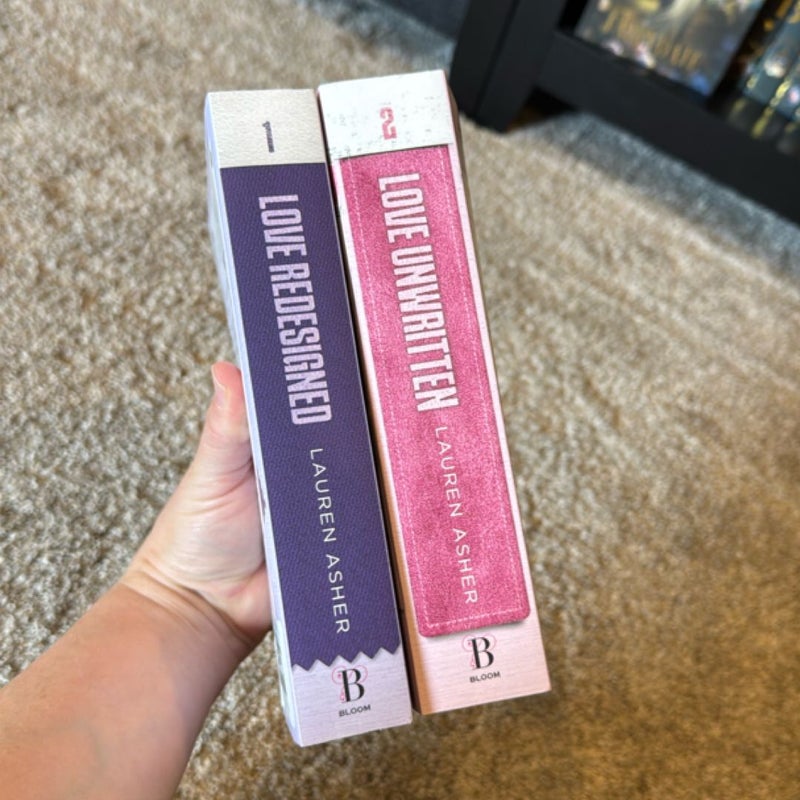 1
LOVE REDESIGNED
LAUREN ASHER
B
BLOOM
2
LOVE UNWRITTEN
LAUREN ASHER
B
BLOOM